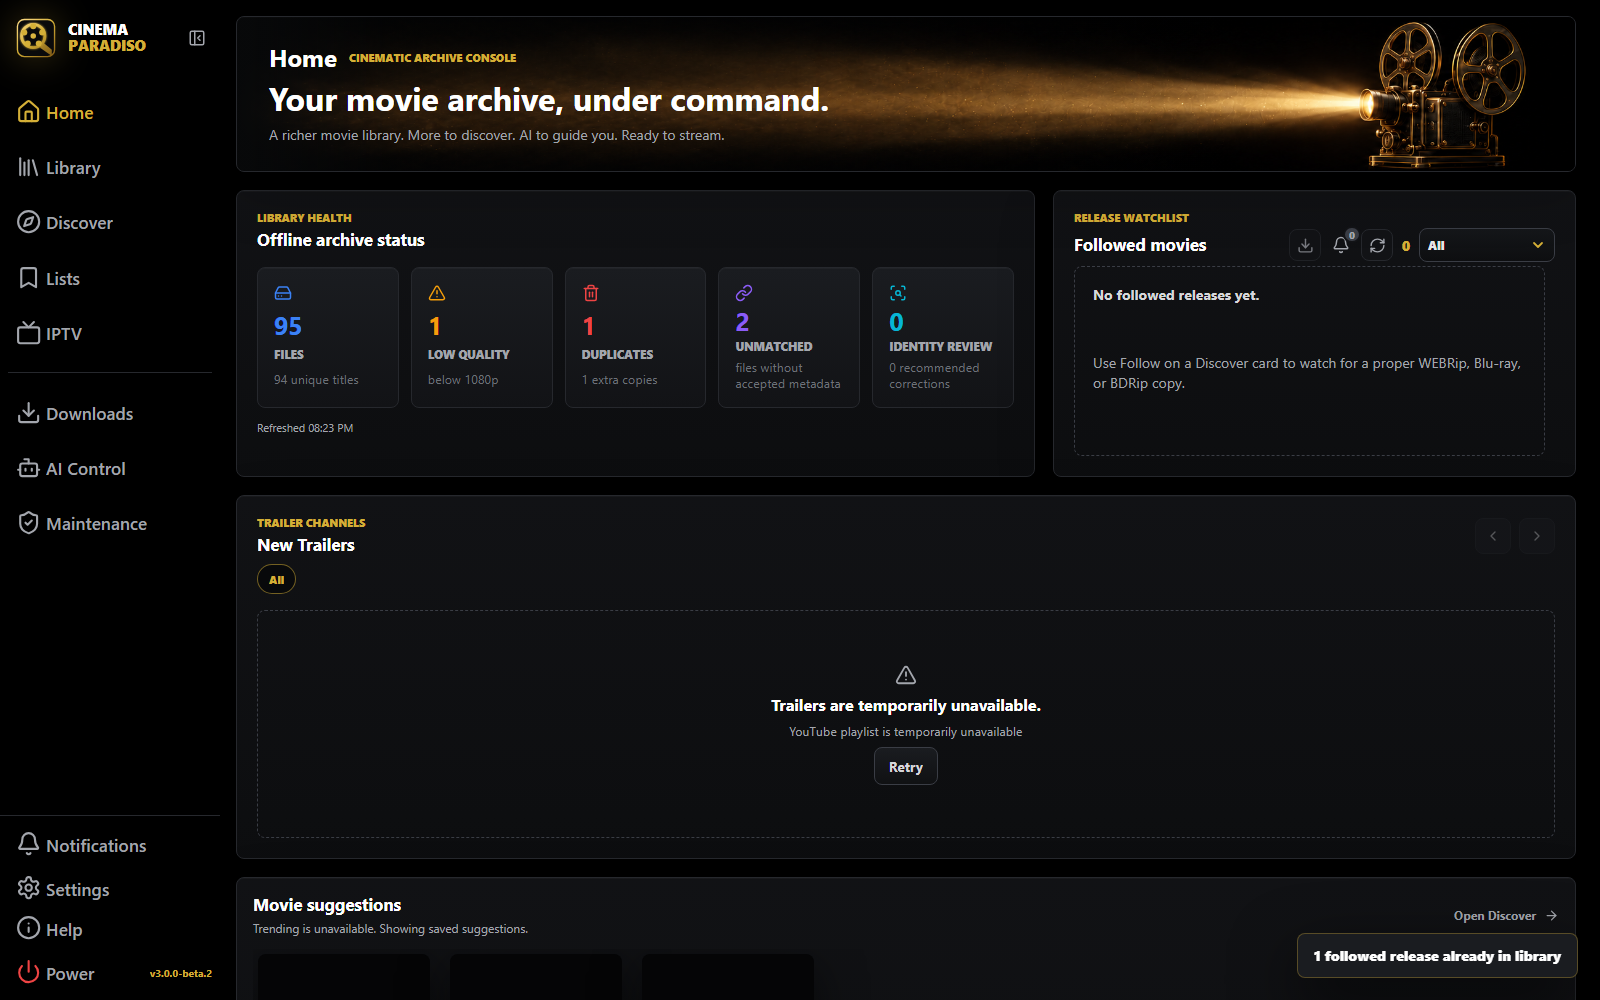 CINEMA
PARADISO
Home
Library
Discover
Lists
IPTV
Downloads
AI Control
Maintenance
Notifications
Settings
Help
Power
v3.0.0-beta.2
Home CINEMATIC ARCHIVE CONSOLE
Your movie archive, under command.
A richer movie library. More to discover. AI to guide you. Ready to stream.
LIBRARY HEALTH
Offline archive status
95
FILES
94 unique titles
1
LOW QUALITY
below 1080p
1
DUPLICATES
1 extra copies
2
UNMATCHED
files without
accepted metadata
0
IDENTITY REVIEW
0 recommended
corrections
Refreshed 08:23 PM
RELEASE WATCHLIST
Followed movies
0
0
All
No followed releases yet.
Use Follow on a Discover card to watch for a proper WEBRip, Blu-ray,
or BDRip copy.
TRAILER CHANNELS
New Trailers
All
Trailers are temporarily unavailable.
YouTube playlist is temporarily unavailable
Retry
Movie suggestions
Trending is unavailable. Showing saved suggestions.
Open Discover
1 followed release already in library